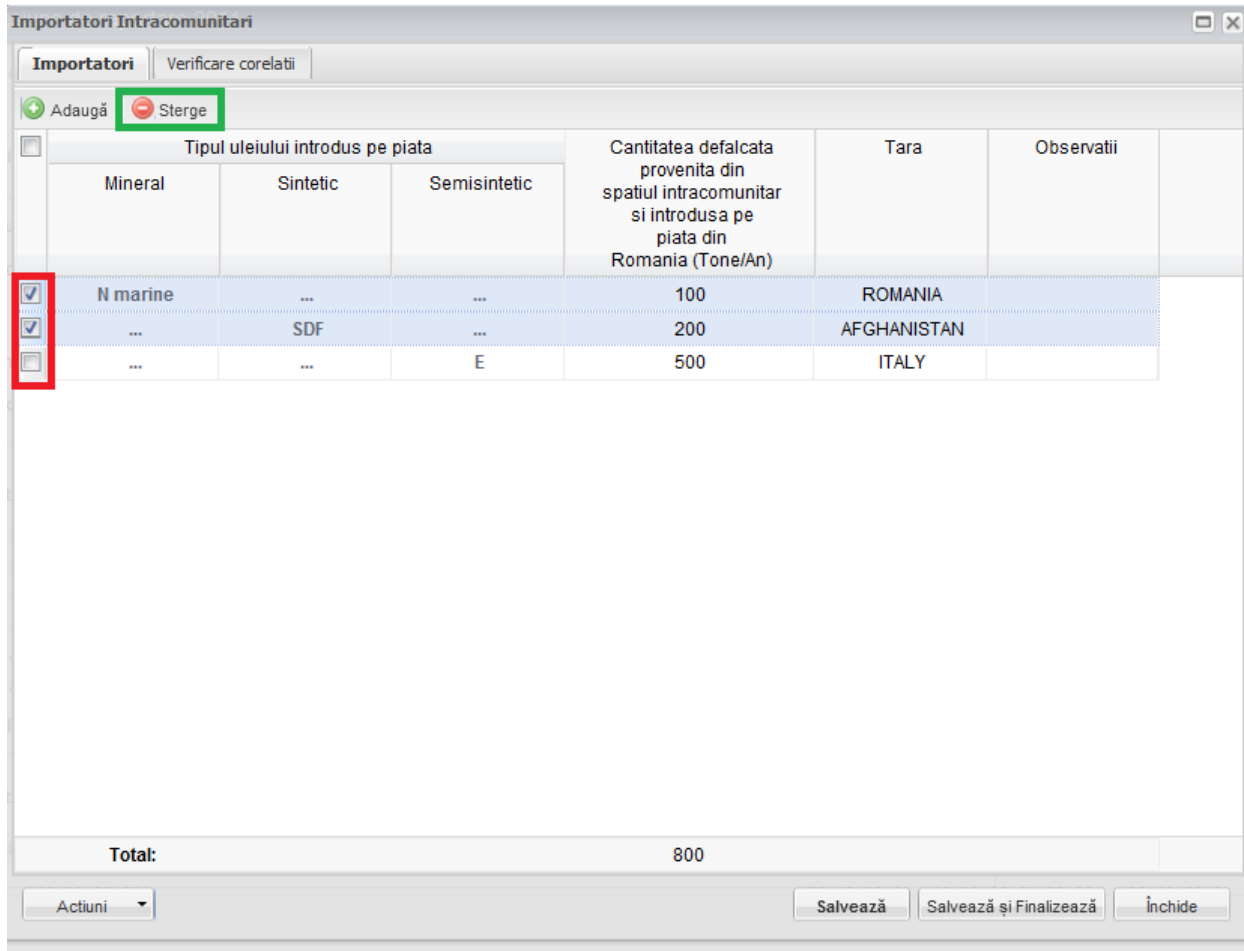 Importatori Intracomunitari
Importatori Verificare corelatii
Adaugă Sterge
Tipul uleiului introdus pe piata
Mineral Sintetic Semisintetic
Cantitatea defalcata
provenita din
spatiul intracomunitar
si introdusa pe
piata din
Romania (Tone/An)
Tara
Observatii
N marine ... ... 100 ROMANIA
... SDF ... 200 AFGHANISTAN
... ... E 500 ITALY
Total: 800
Actiuni Salvează Salvează și Finalizează Închide